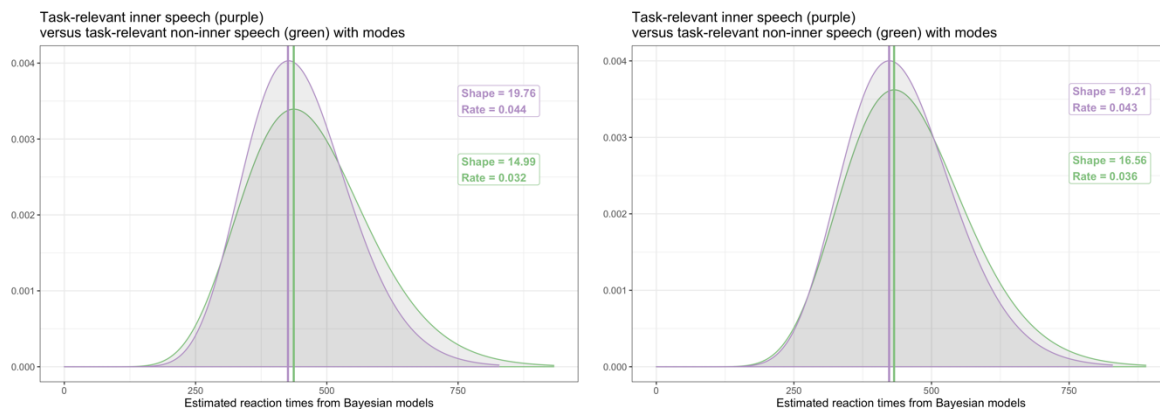 Task-relevant inner speech (purple)
versus task-relevant non-inner speech (green) with modes
0.004
0.003
0.002
0.001
0.000
Shape = 19.76
Rate = 0.044
Shape = 14.99
Rate = 0.032
0
250
500
750
Estimated reaction times from Bayesian models
Task-relevant inner speech (purple)
versus task-relevant non-inner speech (green) with modes
0.004
0.003
0.002
0.001
0.000
Shape = 19.21
Rate = 0.043
Shape = 16.56
Rate = 0.036
0
250
500
750
Estimated reaction times from Bayesian models